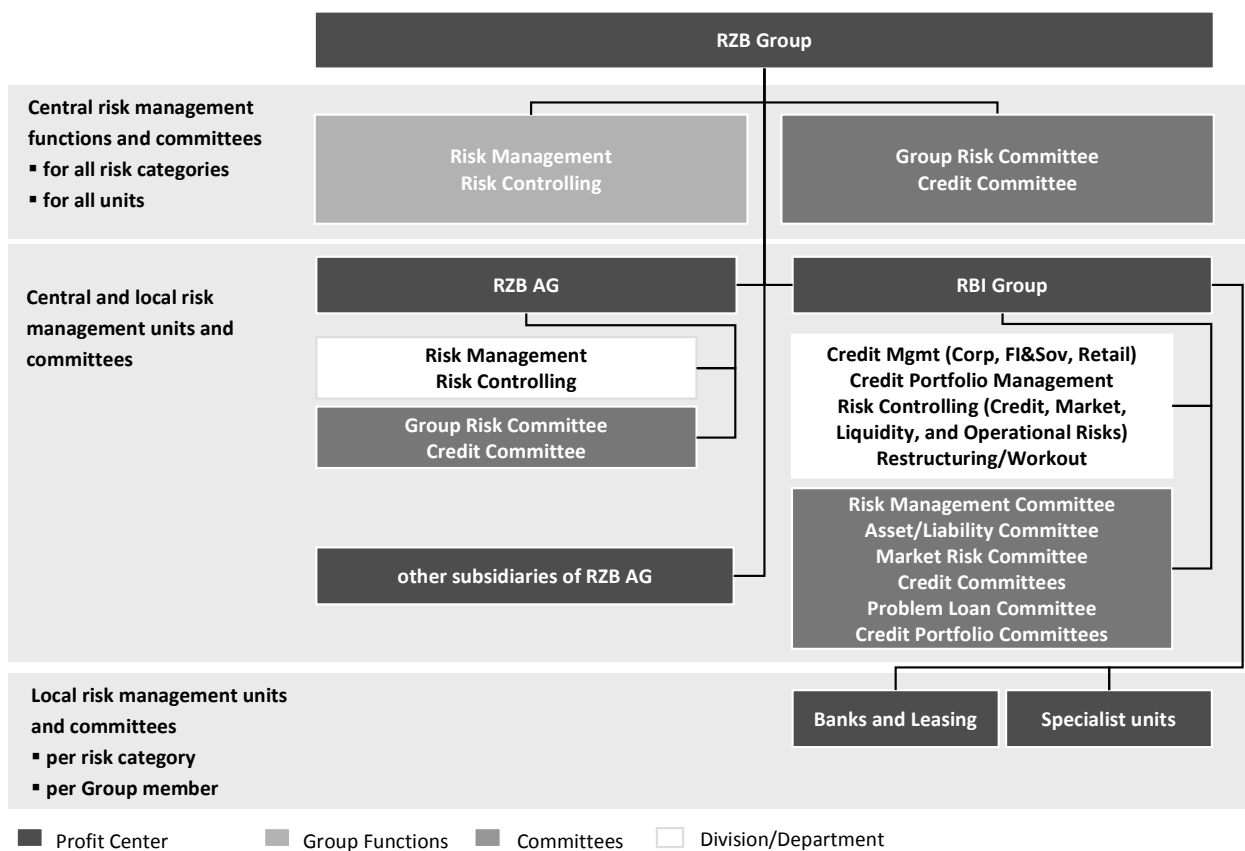 RZB Group
Central risk management
functions and committees
▪ for all risk categories
▪ for all units
Risk Management
Risk Controlling
Group Risk Committee
Credit Committee
Central and local risk
management units and
committees
RZB AG
Risk Management
Risk Controlling
Group Risk Committee
Credit Committee
other subsidiaries of RZB AG
RBI Group
Credit Mgmt (Corp, FI&Sov, Retail)
Credit Portfolio Management
Risk Controlling (Credit, Market,
Liquidity, and Operational Risks)
Restructuring/Workout
Risk Management Committee
Asset/Liability Committee
Market Risk Committee
Credit Committees
Problem Loan Committee
Credit Portfolio Committees
Local risk management units
and committees
▪ per risk category
▪ per Group member
Banks and Leasing
Specialist units
Profit Center
Group Functions
Committees
Division/Department